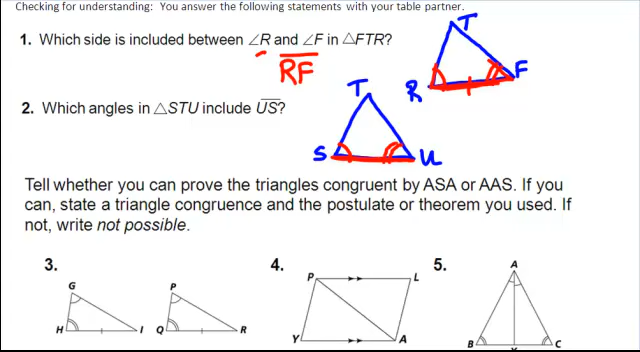 Checking for understanding: You answer the following statements with your table partner.
1. Which side is included between ∠R and ∠F in △FTR?
RF
T
R
F
2. Which angles in △STU include US?
T
S
U
Tell whether you can prove the triangles congruent by ASA or AAS. If you
can, state a triangle congruence and the postulate or theorem you used. If
not, write not possible.
3.
G
H
I
P
Q
R
4.
P
L
Y
A
5.
A
B
C